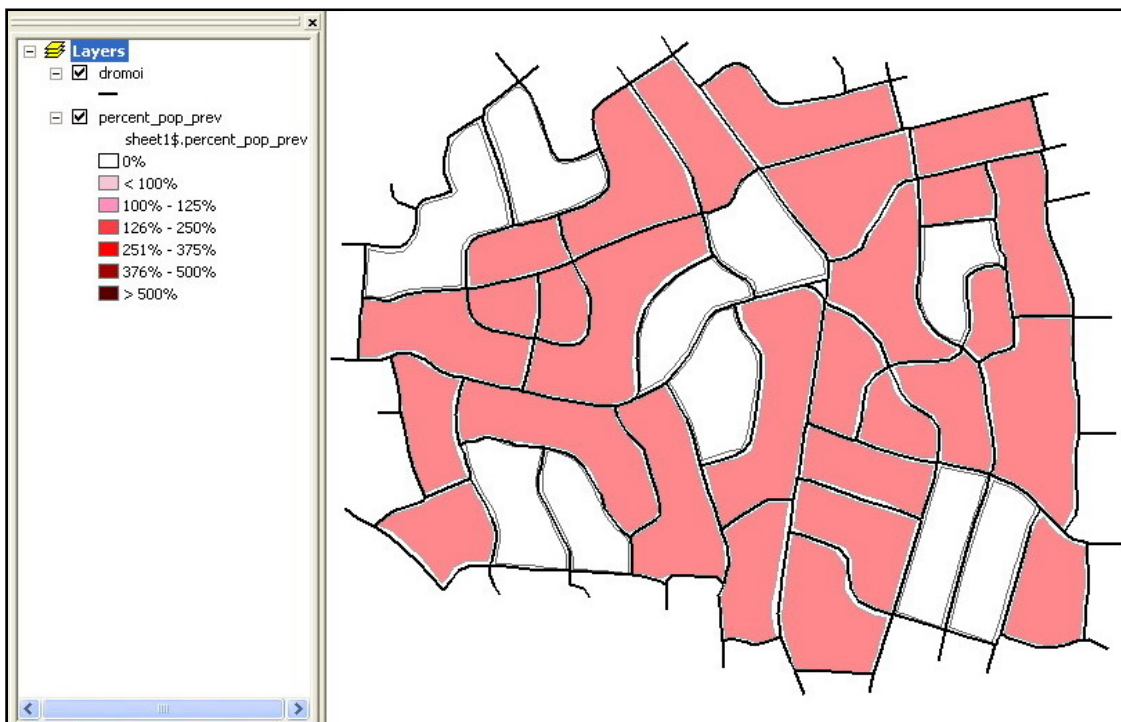 Layers
dromoi
percent_pop_prev
sheet1$.percent_pop_prev
0%
< 100%
100% - 125%
126% - 250%
251% - 375%
376% - 500%
> 500%